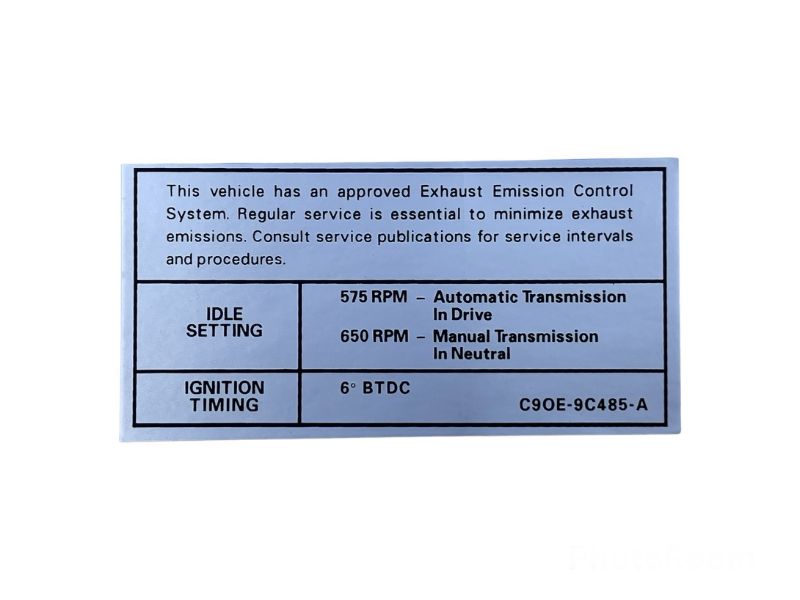 This vehicle has an approved Exhaust Emission Control
System. Regular service is essential to minimize exhaust
emissions. Consult service publications for service intervals
and procedures.
IDLE
SETTING
575 RPM – Automatic Transmission
In Drive
650 RPM – Manual Transmission
In Neutral
IGNITION
TIMING
6° BTDC
C9OE-9C485-A
PhotoRoom